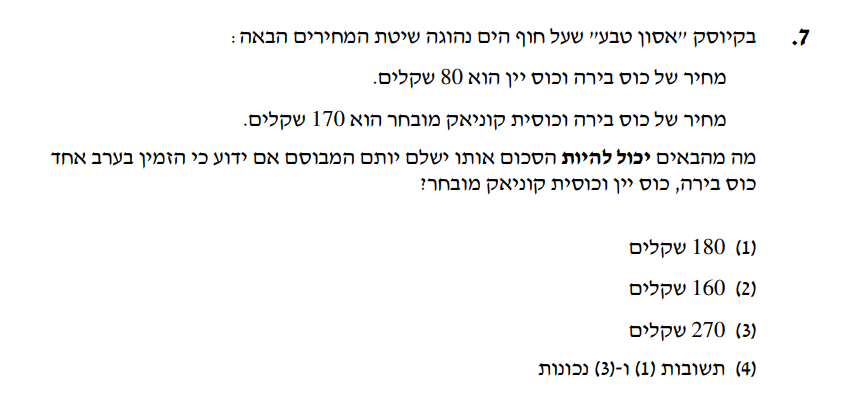 7. בקיוסק "אסון טבע" שעל חוף הים נהוגה שיטת המחירים הבאה:
מחיר של כוס בירה וכוס יין הוא 80 שקלים.
מחיר של כוס בירה וכוסית קוניאק מובחר הוא 170 שקלים.
מה מהבאים יכול להיות הסכום אותו ישלם יותם המבוסם אם ידוע כי הזמין בערב אחד
כוס בירה, כוס יין וכוסית קוניאק מובחר?
(1) 180 שקלים
(2) 160 שקלים
(3) 270 שקלים
(4) תשובות (1) ו-(3) נכונות